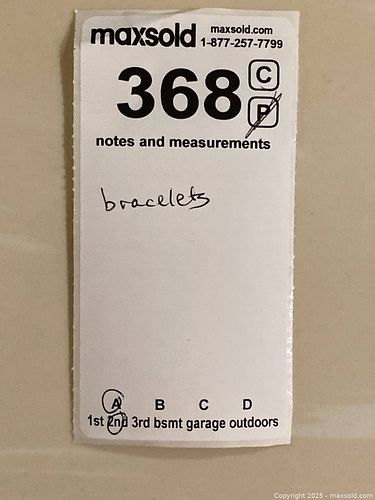 maxsold
maxsold.com
1-877-257-7799
368
C
P
notes and measurements
bracelets
A B C D
1st 2nd 3rd bsmt garage outdoors
Copyright 2025 - maxsold.com